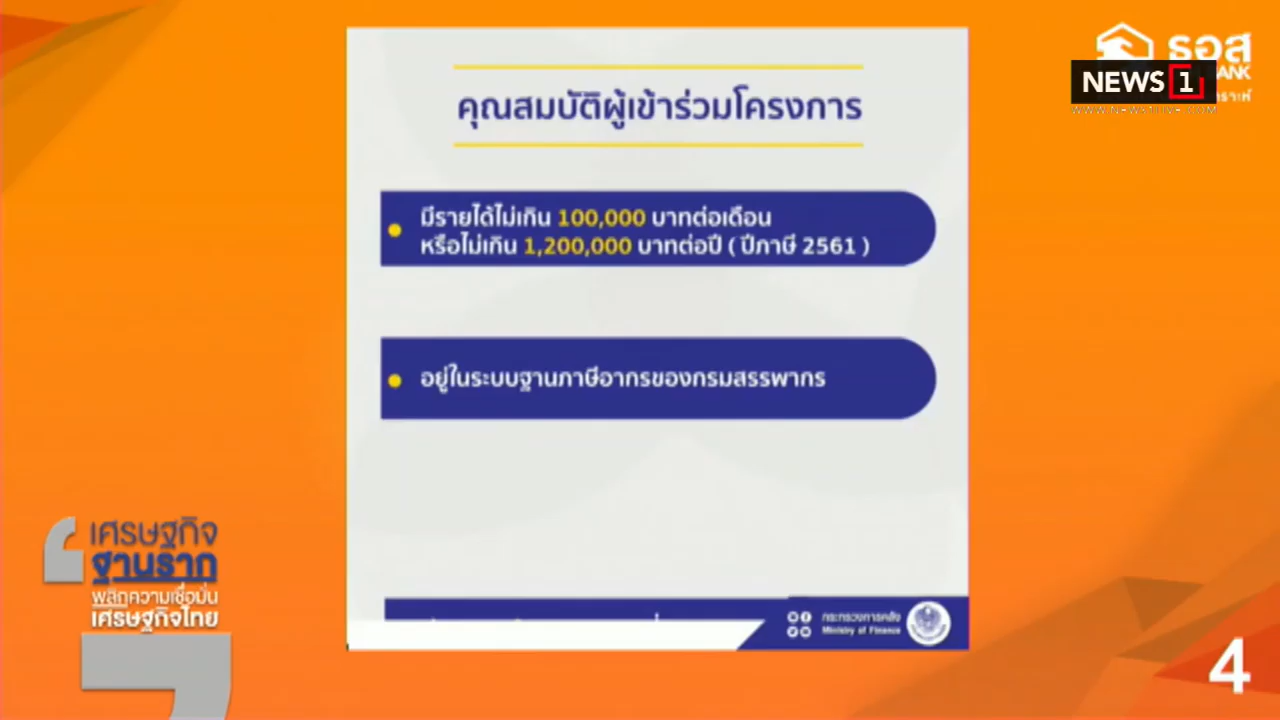 คุณสมบัติผู้เข้าร่วมโครงการ
มีรายได้ไม่เกิน 100,000 บาทต่อเดือน
หรือไม่เกิน 1,200,000 บาทต่อปี ( ปีภาษี 2561 )
อยู่ในระบบฐานภาษีอากรของกรมสรรพากร
กระทรวงการคลัง
Ministry of Finance
ธอส
NEWS 1
เศรษฐกิจ
ฐานราก
พลิกความเชื่อมั่น
เศรษฐกิจไทย
4